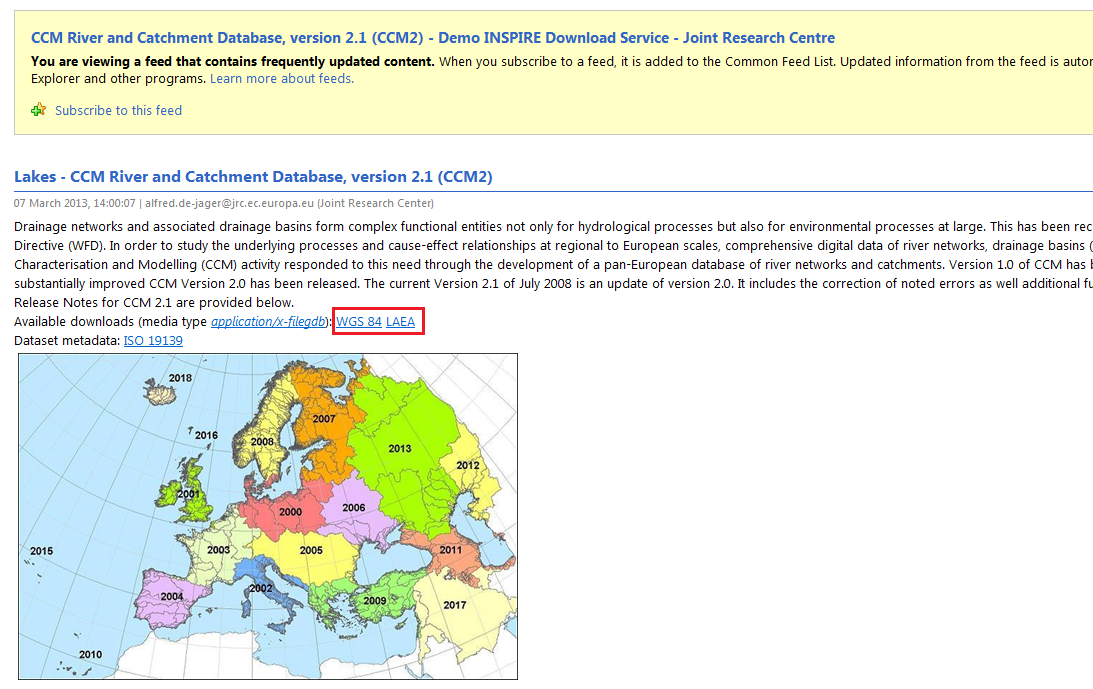 CCM River and Catchment Database, version 2.1 (CCM2) - Demo INSPIRE Download Service - Joint Research Centre
You are viewing a feed that contains frequently updated content. When you subscribe to a feed, it is added to the Common Feed List. Updated information from the feed is autor
Explorer and other programs. Learn more about feeds.
Subscribe to this feed
Lakes - CCM River and Catchment Database, version 2.1 (CCM2)
07 March 2013, 14:00:07 | alfred.de-jager@jrc.ec.europa.eu (Joint Research Center)
Drainage networks and associated drainage basins form complex functional entities not only for hydrological processes but also for environmental processes at large. This has been rec
Directive (WFD). In order to study the underlying processes and cause-effect relationships at regional to European scales, comprehensive digital data of river networks, drainage basins (
Characterisation and Modelling (CCM) activity responded to this need through the development of a pan-European database of river networks and catchments. Version 1.0 of CCM has b
substantially improved CCM Version 2.0 has been released. The current Version 2.1 of July 2008 is an update of version 2.0. It includes the correction of noted errors as well additional fu
Release Notes for CCM 2.1 are provided below.
Available downloads (media type application/x-filegdb): WGS 84 LAEA
Dataset metadata: ISO 19139
2018
2007
2016
2008
2013
2012
2001
2006
2000
2015
2003
2005
2011
2002
2004
2009
2017
2010